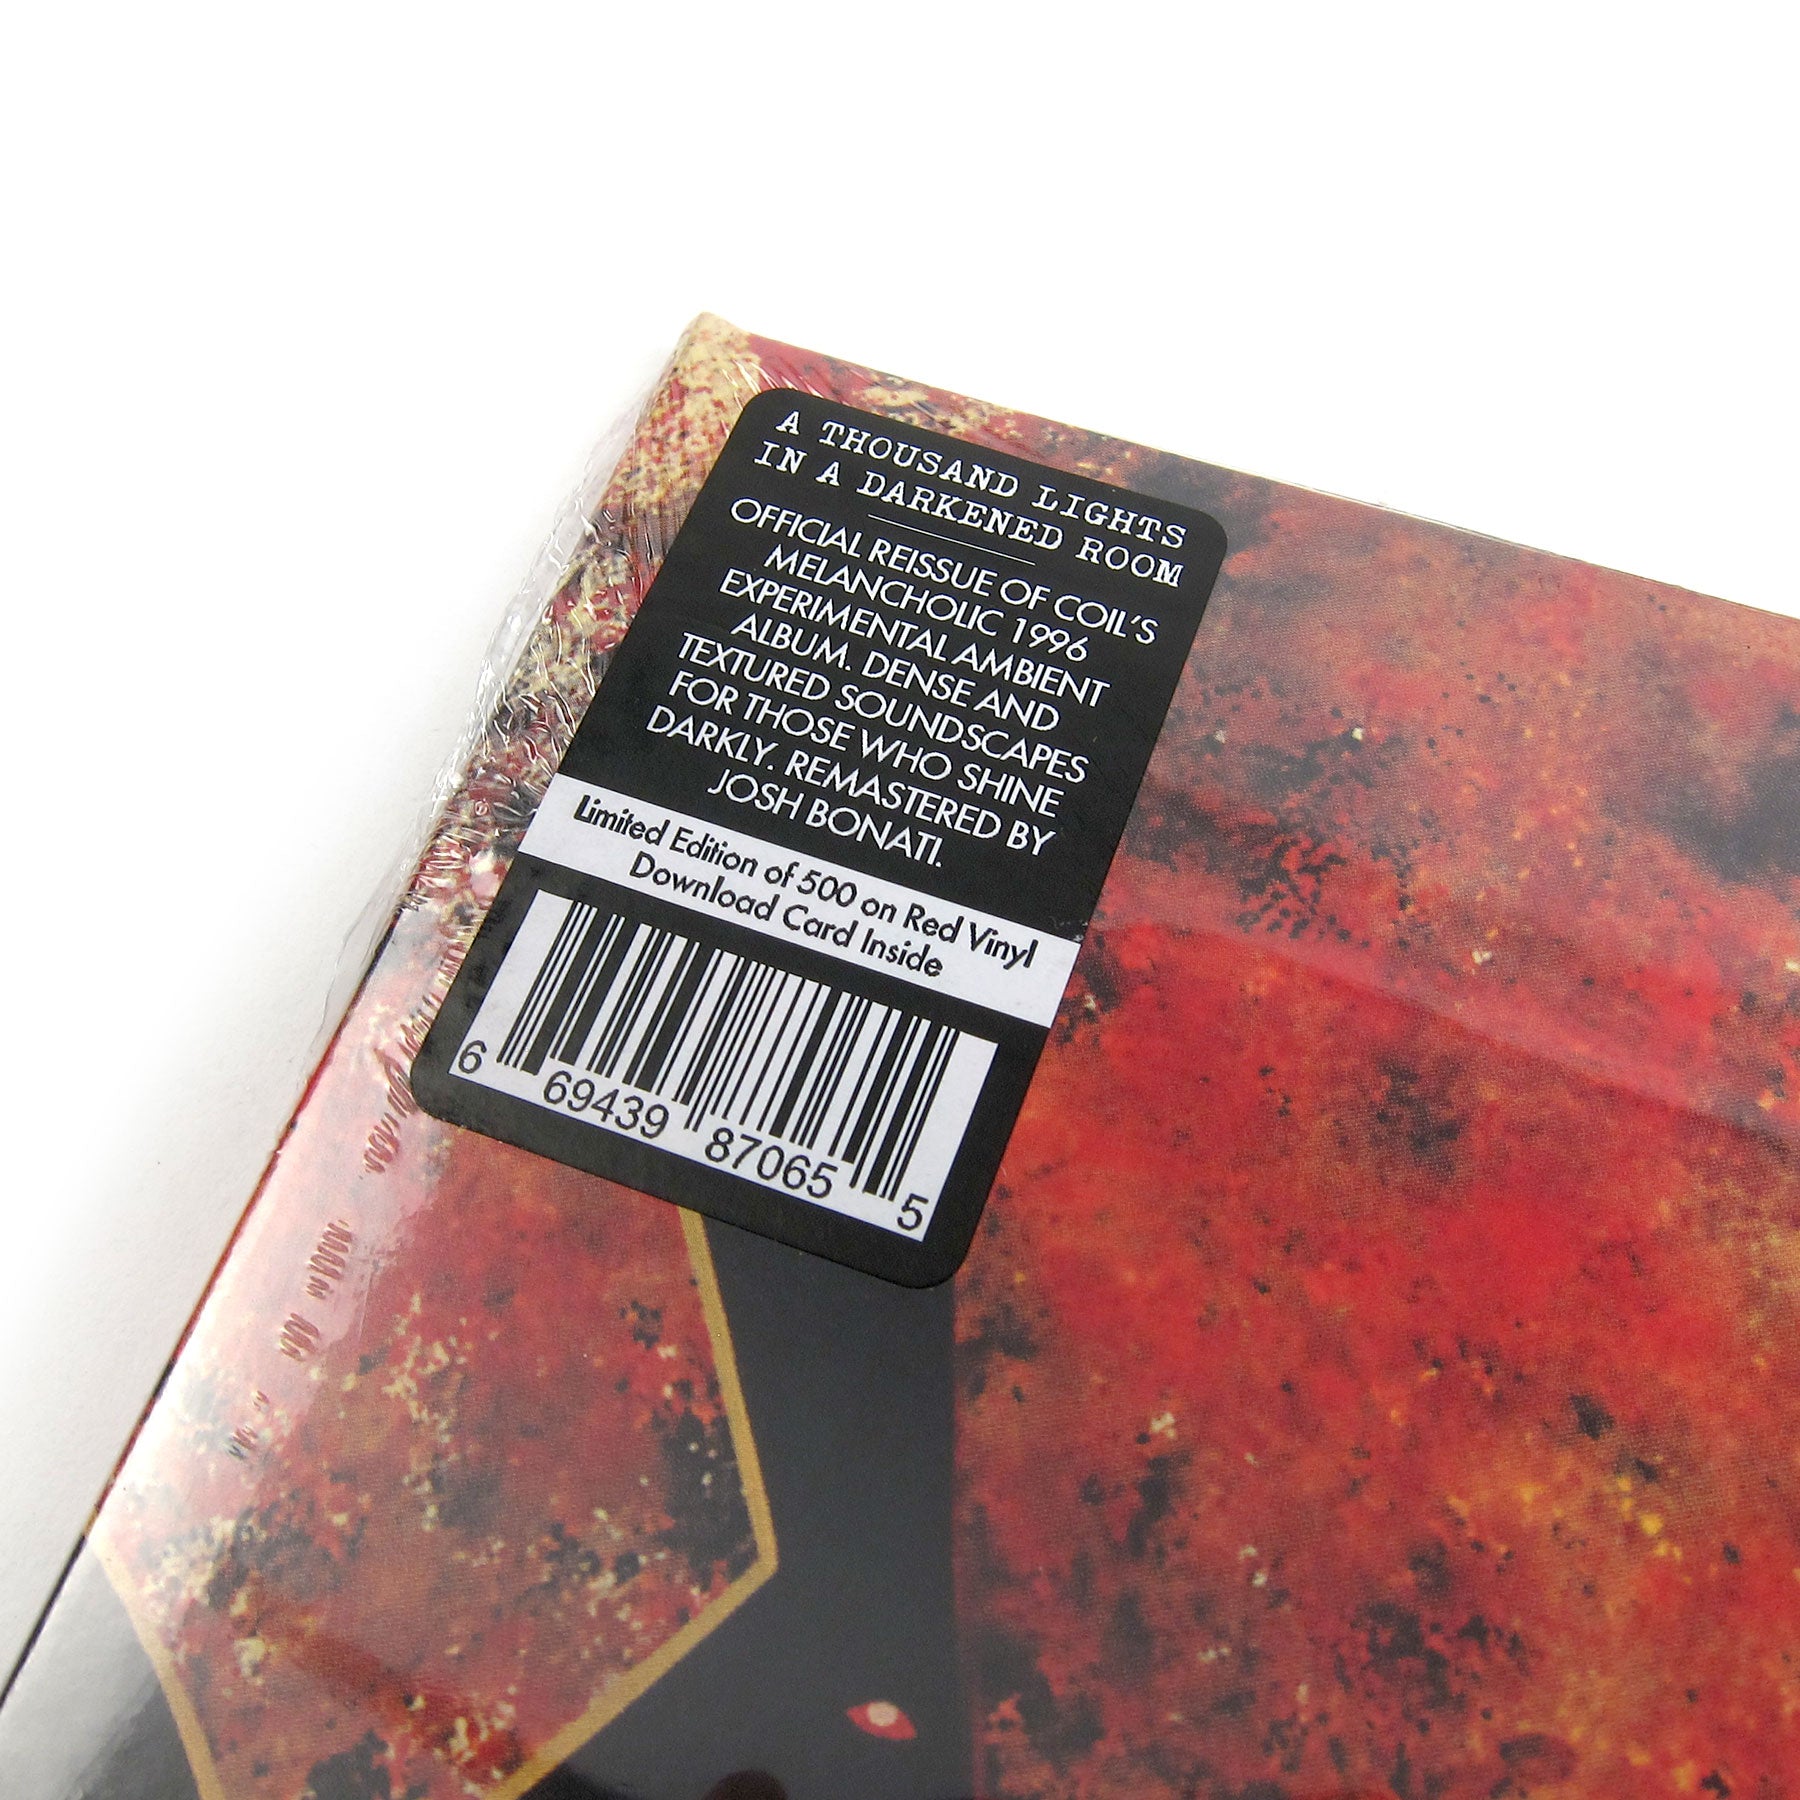 A THOUSAND LIGHTS
IN A DARKENED ROOM
OFFICIAL REISSUE OF COIL'S
MELANCHOLIC 1996
EXPERIMENTAL AMBIENT
ALBUM. DENSE AND
TEXTURED SOUNDSCAPES
FOR THOSE WHO SHINE
DARKLY. REMASTERED BY
JOSH BONATI.
Limited Edition of 500 on Red Vinyl
Download Card Inside
6 69439 87065 5